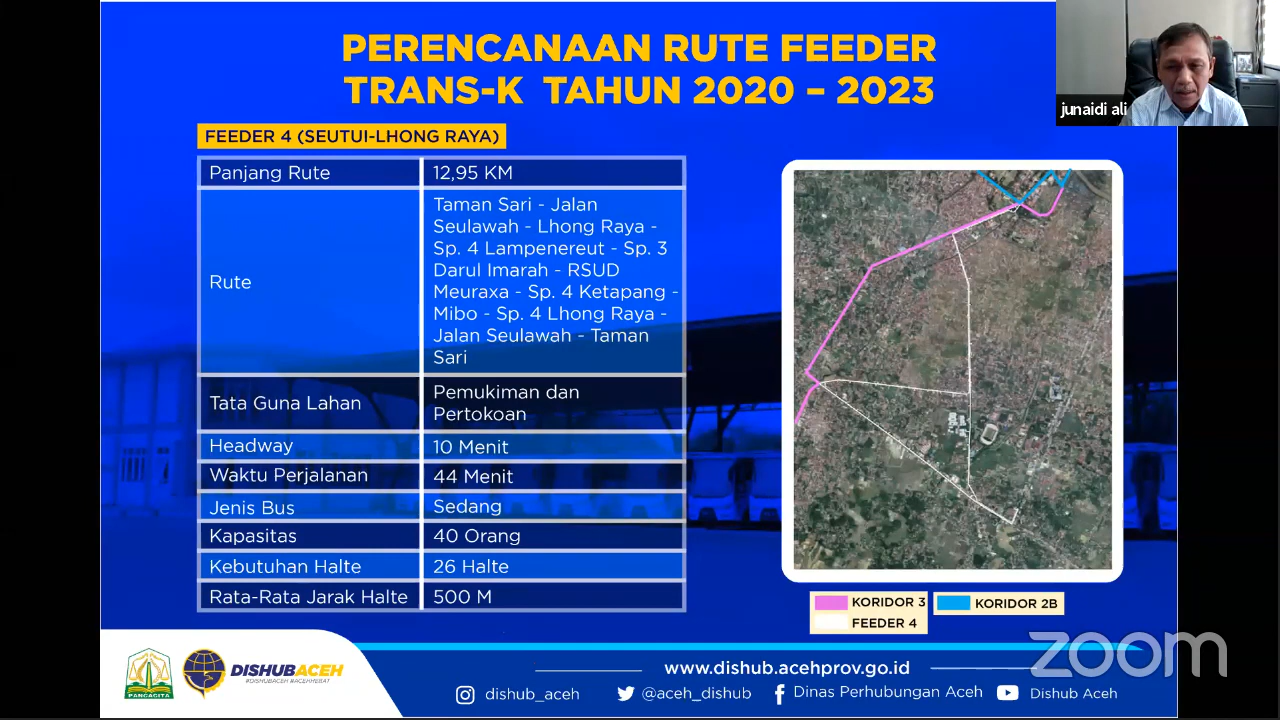 PERENCANAAN RUTE FEEDER
TRANS-K TAHUN 2020 – 2023
junaidi ali
FEEDER 4 (SEUTUI-LHONG RAYA)
Panjang Rute
12,95 KM
Rute
Taman Sari - Jalan
Seulawah - Lhong Raya -
Sp. 4 Lampenereut - Sp. 3
Darul Imarah - RSUD
Meuraxa - Sp. 4 Ketapang -
Mibo - Sp. 4 Lhong Raya -
Jalan Seulawah - Taman
Sari
Tata Guna Lahan
Pemukiman dan
Pertokoan
Headway
10 Menit
Waktu Perjalanan
44 Menit
Jenis Bus
Sedang
Kapasitas
40 Orang
Kebutuhan Halte
26 Halte
Rata-Rata Jarak Halte
500 M
KORIDOR 3
KORIDOR 2B
FEEDER 4
zoom
PANCACITA
DISHUBACEH
#DISHUBACEH #ACEHHEBAT
www.dishub.acehprov.go.id
dishub_aceh
@aceh_dishub
Dinas Perhubungan Aceh
Dishub Aceh